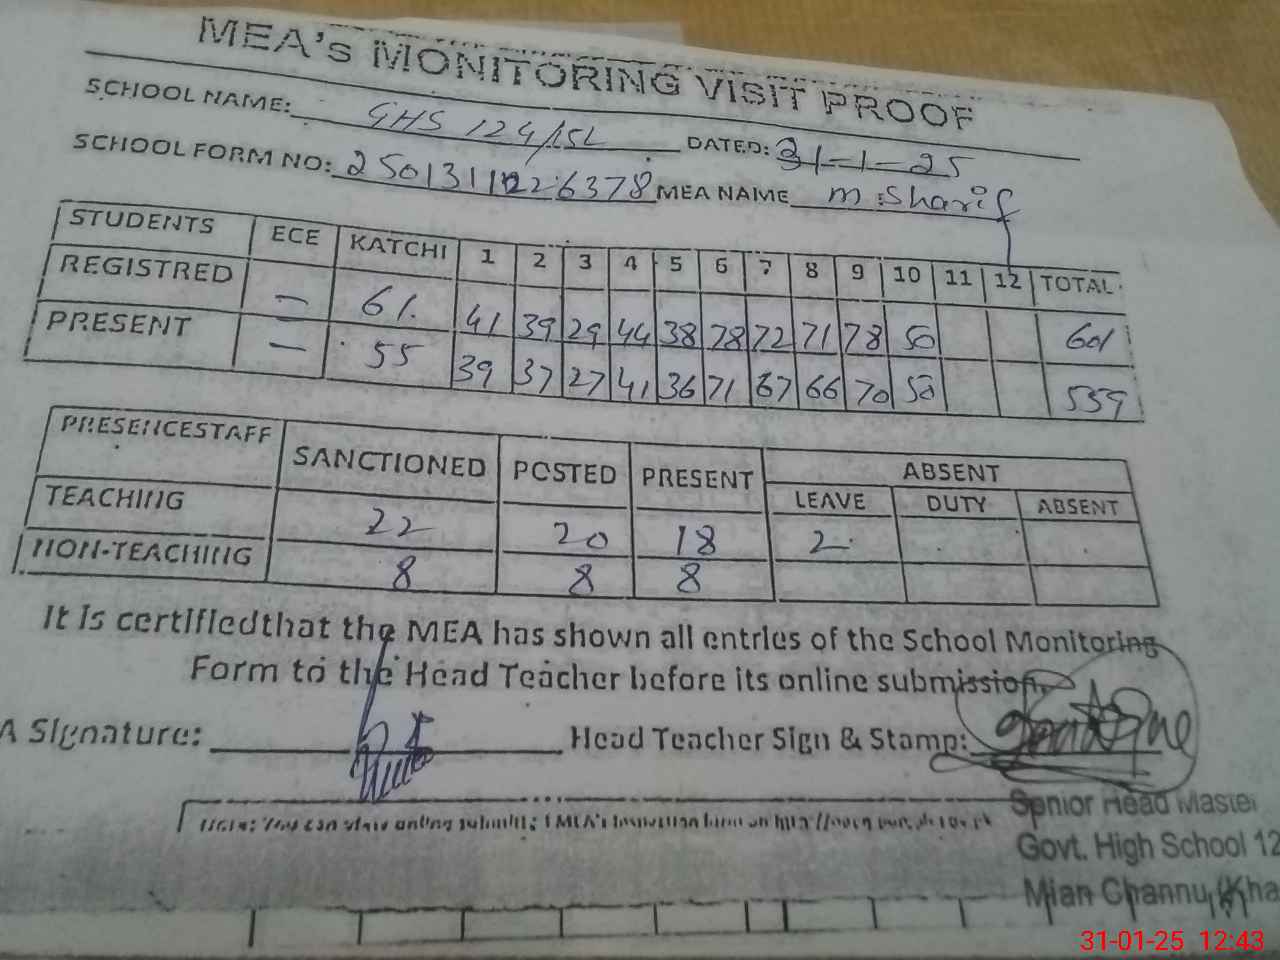 MEA's MONITORING VISIT PROOF
SCHOOL NAME: GHS 124/15L DATED: 31-1-25
SCHOOL FORM NO: 25013110226378 MEA NAME M. Sharif
STUDENTS ECE KATCHI 1 2 3 4 5 6 7 8 9 10 11 12 TOTAL
REGISTRED — 61 41 39 29 44 38 78 72 71 78 50 601
PRESENT — 55 39 37 27 41 36 71 67 66 70 50 559
PRESENCESTAFF SANCTIONED POSTED PRESENT ABSENT
LEAVE DUTY ABSENT
TEACHING 22 20 18 2
NON-TEACHING 8 8 8
It is certifiedthat the MEA has shown all entries of the School Monitoring
Form to the Head Teacher before its online submission.
A Signature: Head Teacher Sign & Stamp:
Senior Head Master
Govt. High School 12
Mian Channu (Kha
31-01-25 12:43